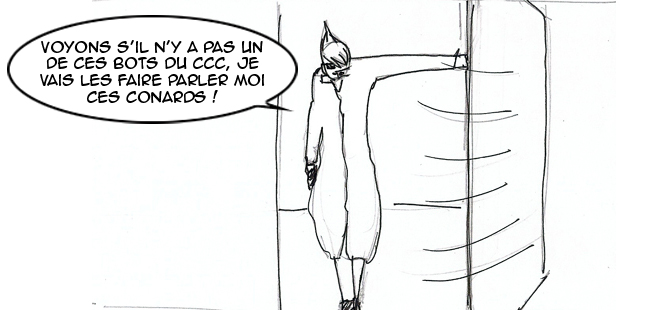 VOYONS S'IL N'Y A PAS UN
DE CES BOTS DU CCC, JE
VAIS LES FAIRE PARLER MOI
CES CONARDS !